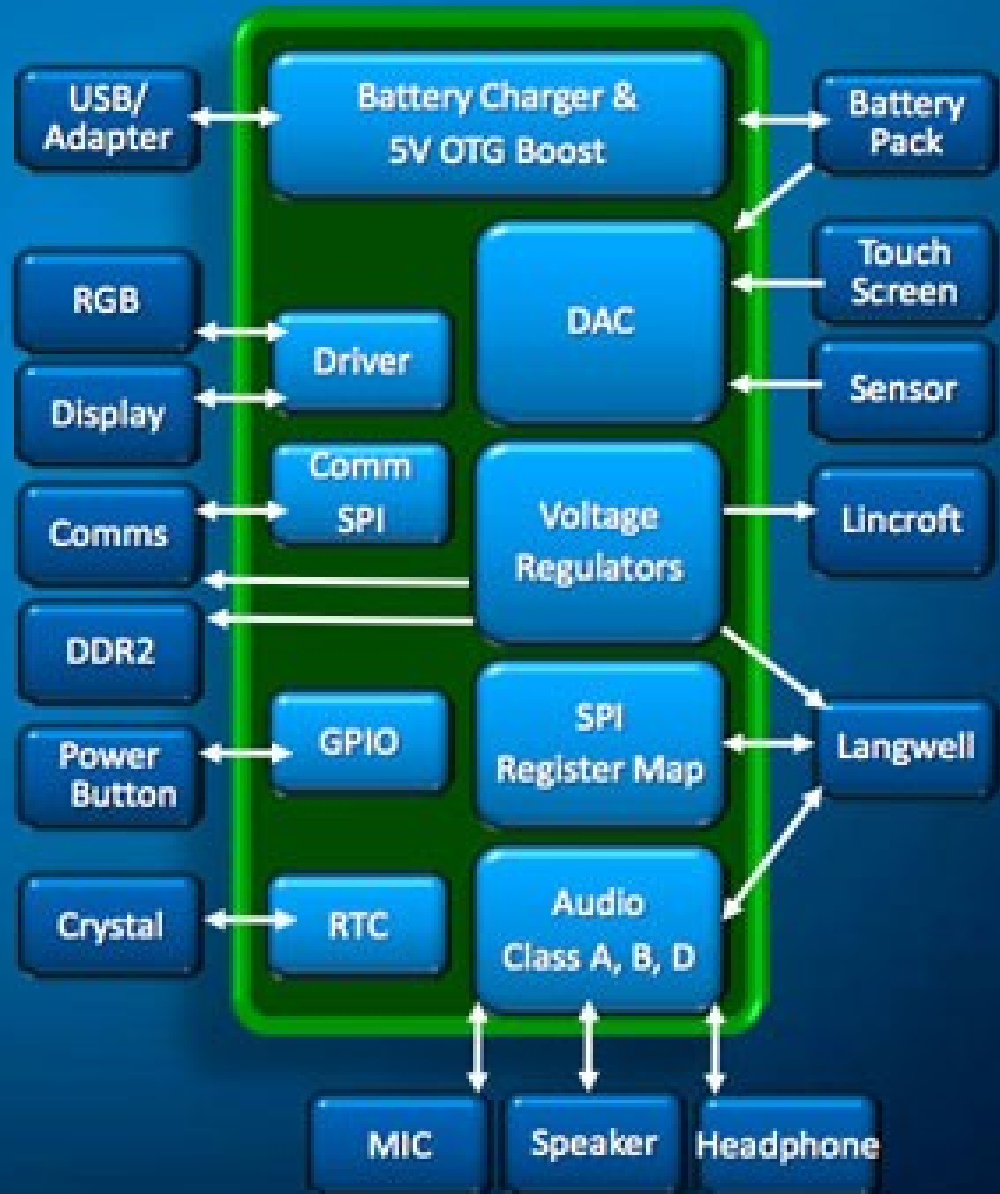 USB/
Adapter
Battery Charger &
5V OTG Boost
Battery
Pack
RGB
Display
Driver
DAC
Touch
Screen
Sensor
Comms
Comm
SPI
Voltage
Regulators
Lincroft
DDR2
Power
Button
GPIO
SPI
Register Map
Langwell
Crystal
RTC
Audio
Class A, B, D
MIC
Speaker
Headphone